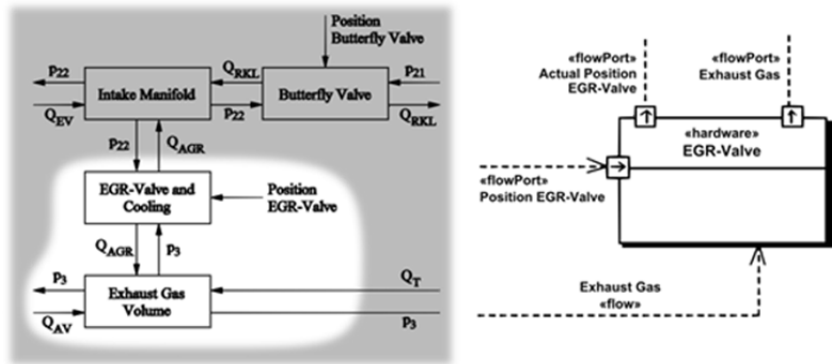 Position
Butterfly Valve
p22
QRKL
p21
Intake Manifold
Butterfly Valve
QEV
p22
QRKL
p22
QAGR
EGR-Valve and
Cooling
Position
EGR-Valve
QAGR
p3
p3
Exhaust Gas
Volume
QT
QAV
p3
«flowPort»
Actual Position
EGR-Valve
«flowPort»
Exhaust Gas
«hardware»
EGR-Valve
«flowPort»
Position EGR-Valve
Exhaust Gas
«flow»